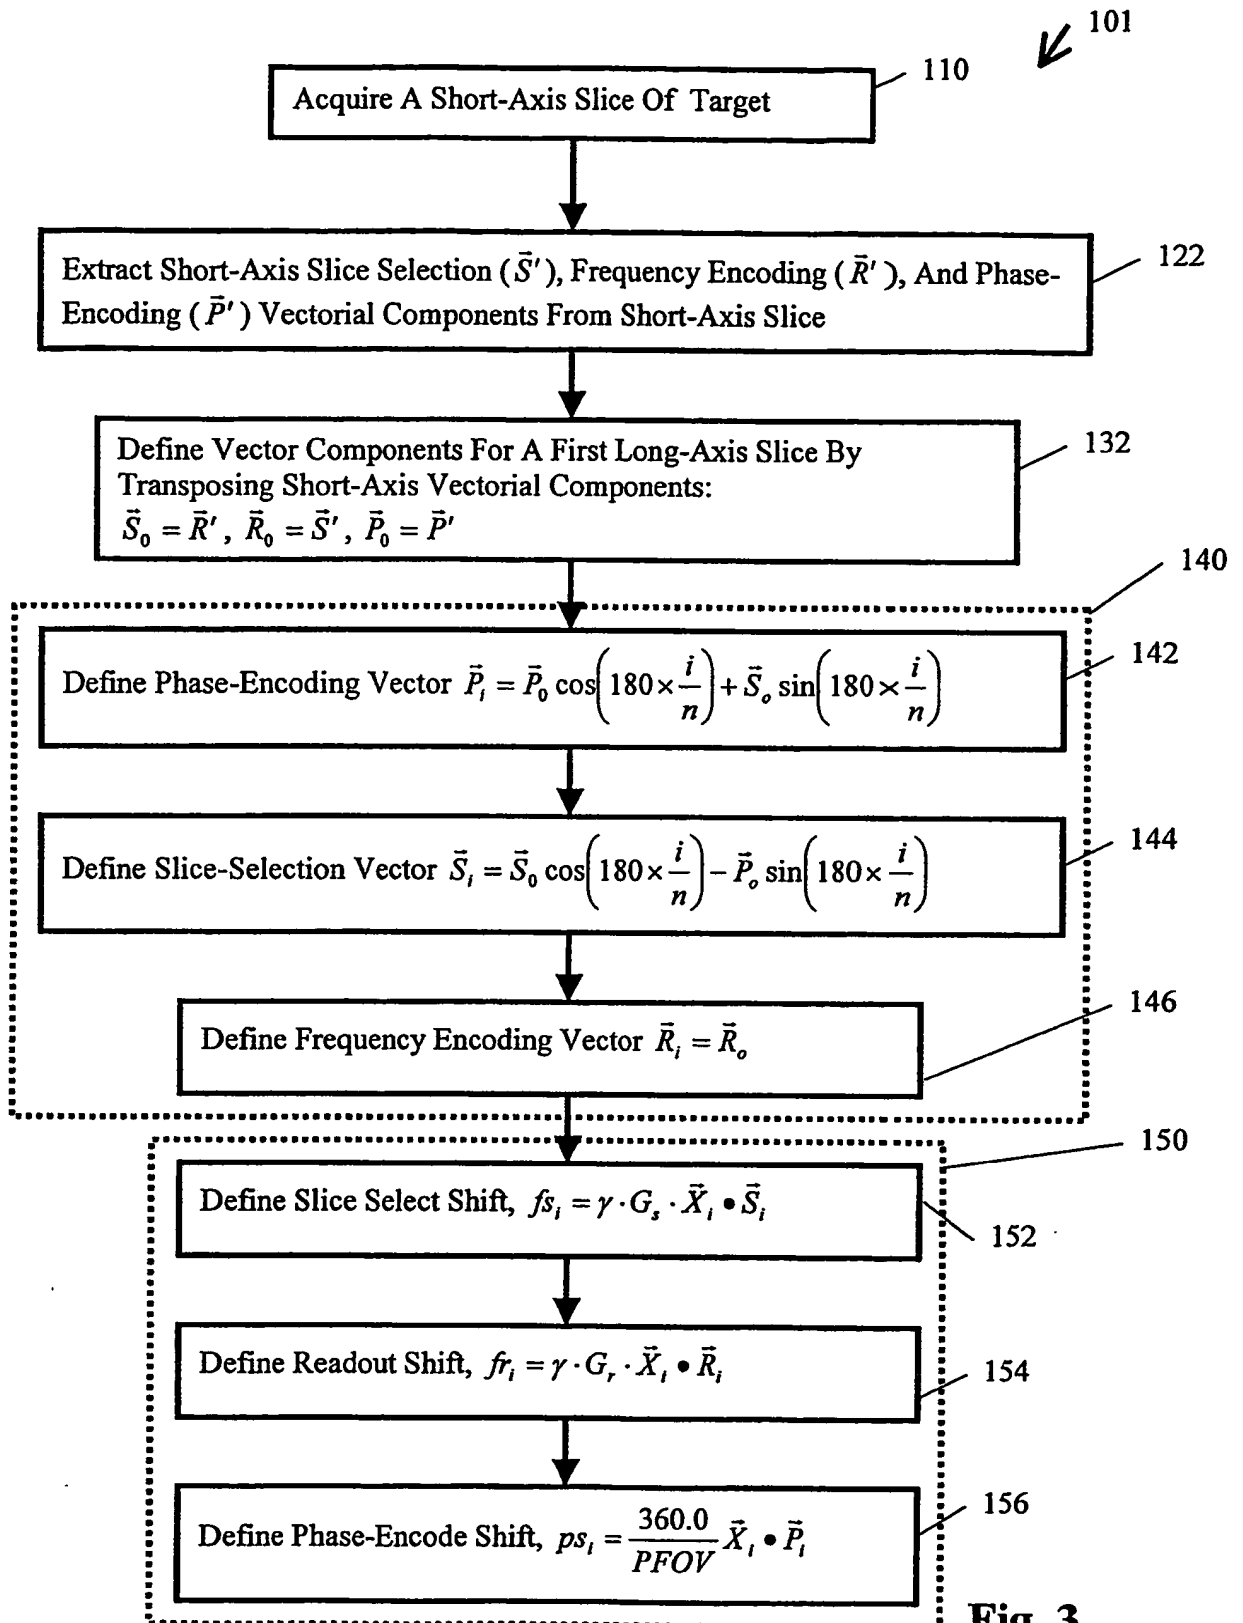 101
110
Acquire A Short-Axis Slice Of Target
122
Extract Short-Axis Slice Selection (S⃗′), Frequency Encoding (R⃗′), And Phase-
Encoding (P⃗′) Vectorial Components From Short-Axis Slice
132
Define Vector Components For A First Long-Axis Slice By
Transposing Short-Axis Vectorial Components:
S⃗₀ = R⃗′, R⃗₀ = S⃗′, P⃗₀ = P⃗′
140
142
Define Phase-Encoding Vector P⃗ᵢ = P⃗₀ cos(180 × i/n) + S⃗ₒ sin(180 × i/n)
144
Define Slice-Selection Vector S⃗ᵢ = S⃗₀ cos(180 × i/n) − P⃗ₒ sin(180 × i/n)
146
Define Frequency Encoding Vector R⃗ᵢ = R⃗ₒ
150
Define Slice Select Shift, fsᵢ = γ · Gₛ · X⃗ᵢ • S⃗ᵢ
152
Define Readout Shift, frᵢ = γ · Gᵣ · X⃗ᵢ • R⃗ᵢ
154
156
Define Phase-Encode Shift, psᵢ = 360.0/PFOV X⃗ᵢ • P⃗ᵢ
Fig. 3